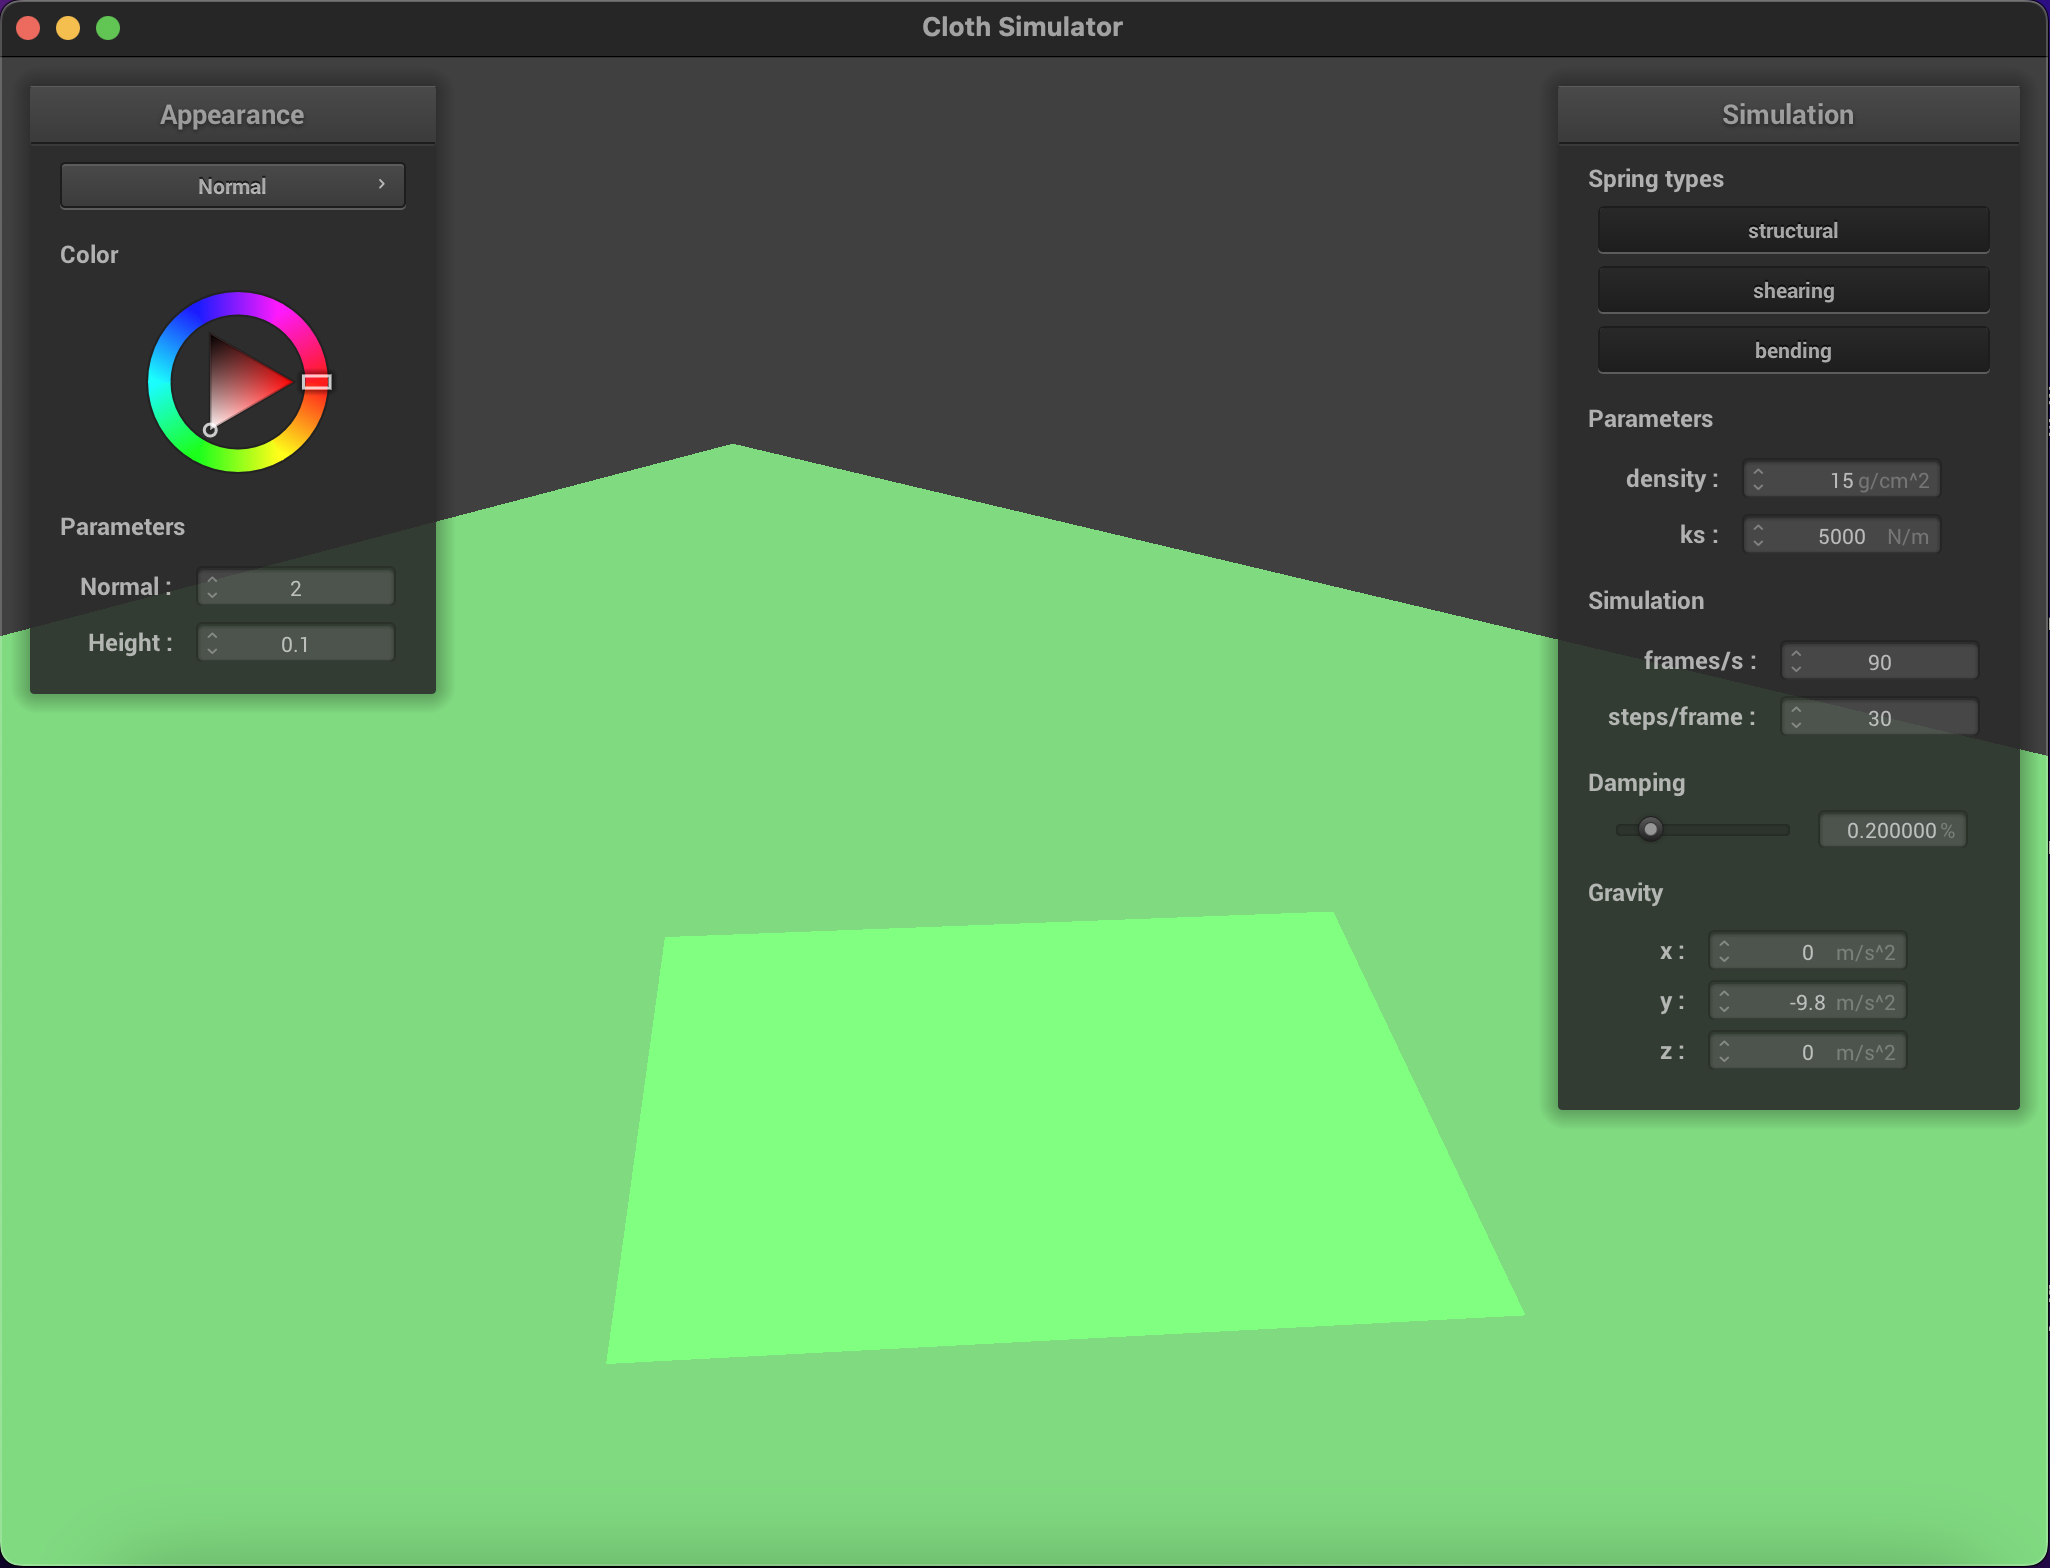 Cloth Simulator
Appearance
Normal
Color
Parameters
Normal : 2
Height : 0.1
Simulation
Spring types
structural
shearing
bending
Parameters
density : 15 g/cm^2
ks : 5000 N/m
Simulation
frames/s : 90
steps/frame : 30
Damping
0.200000 %
Gravity
x : 0 m/s^2
y : -9.8 m/s^2
z : 0 m/s^2